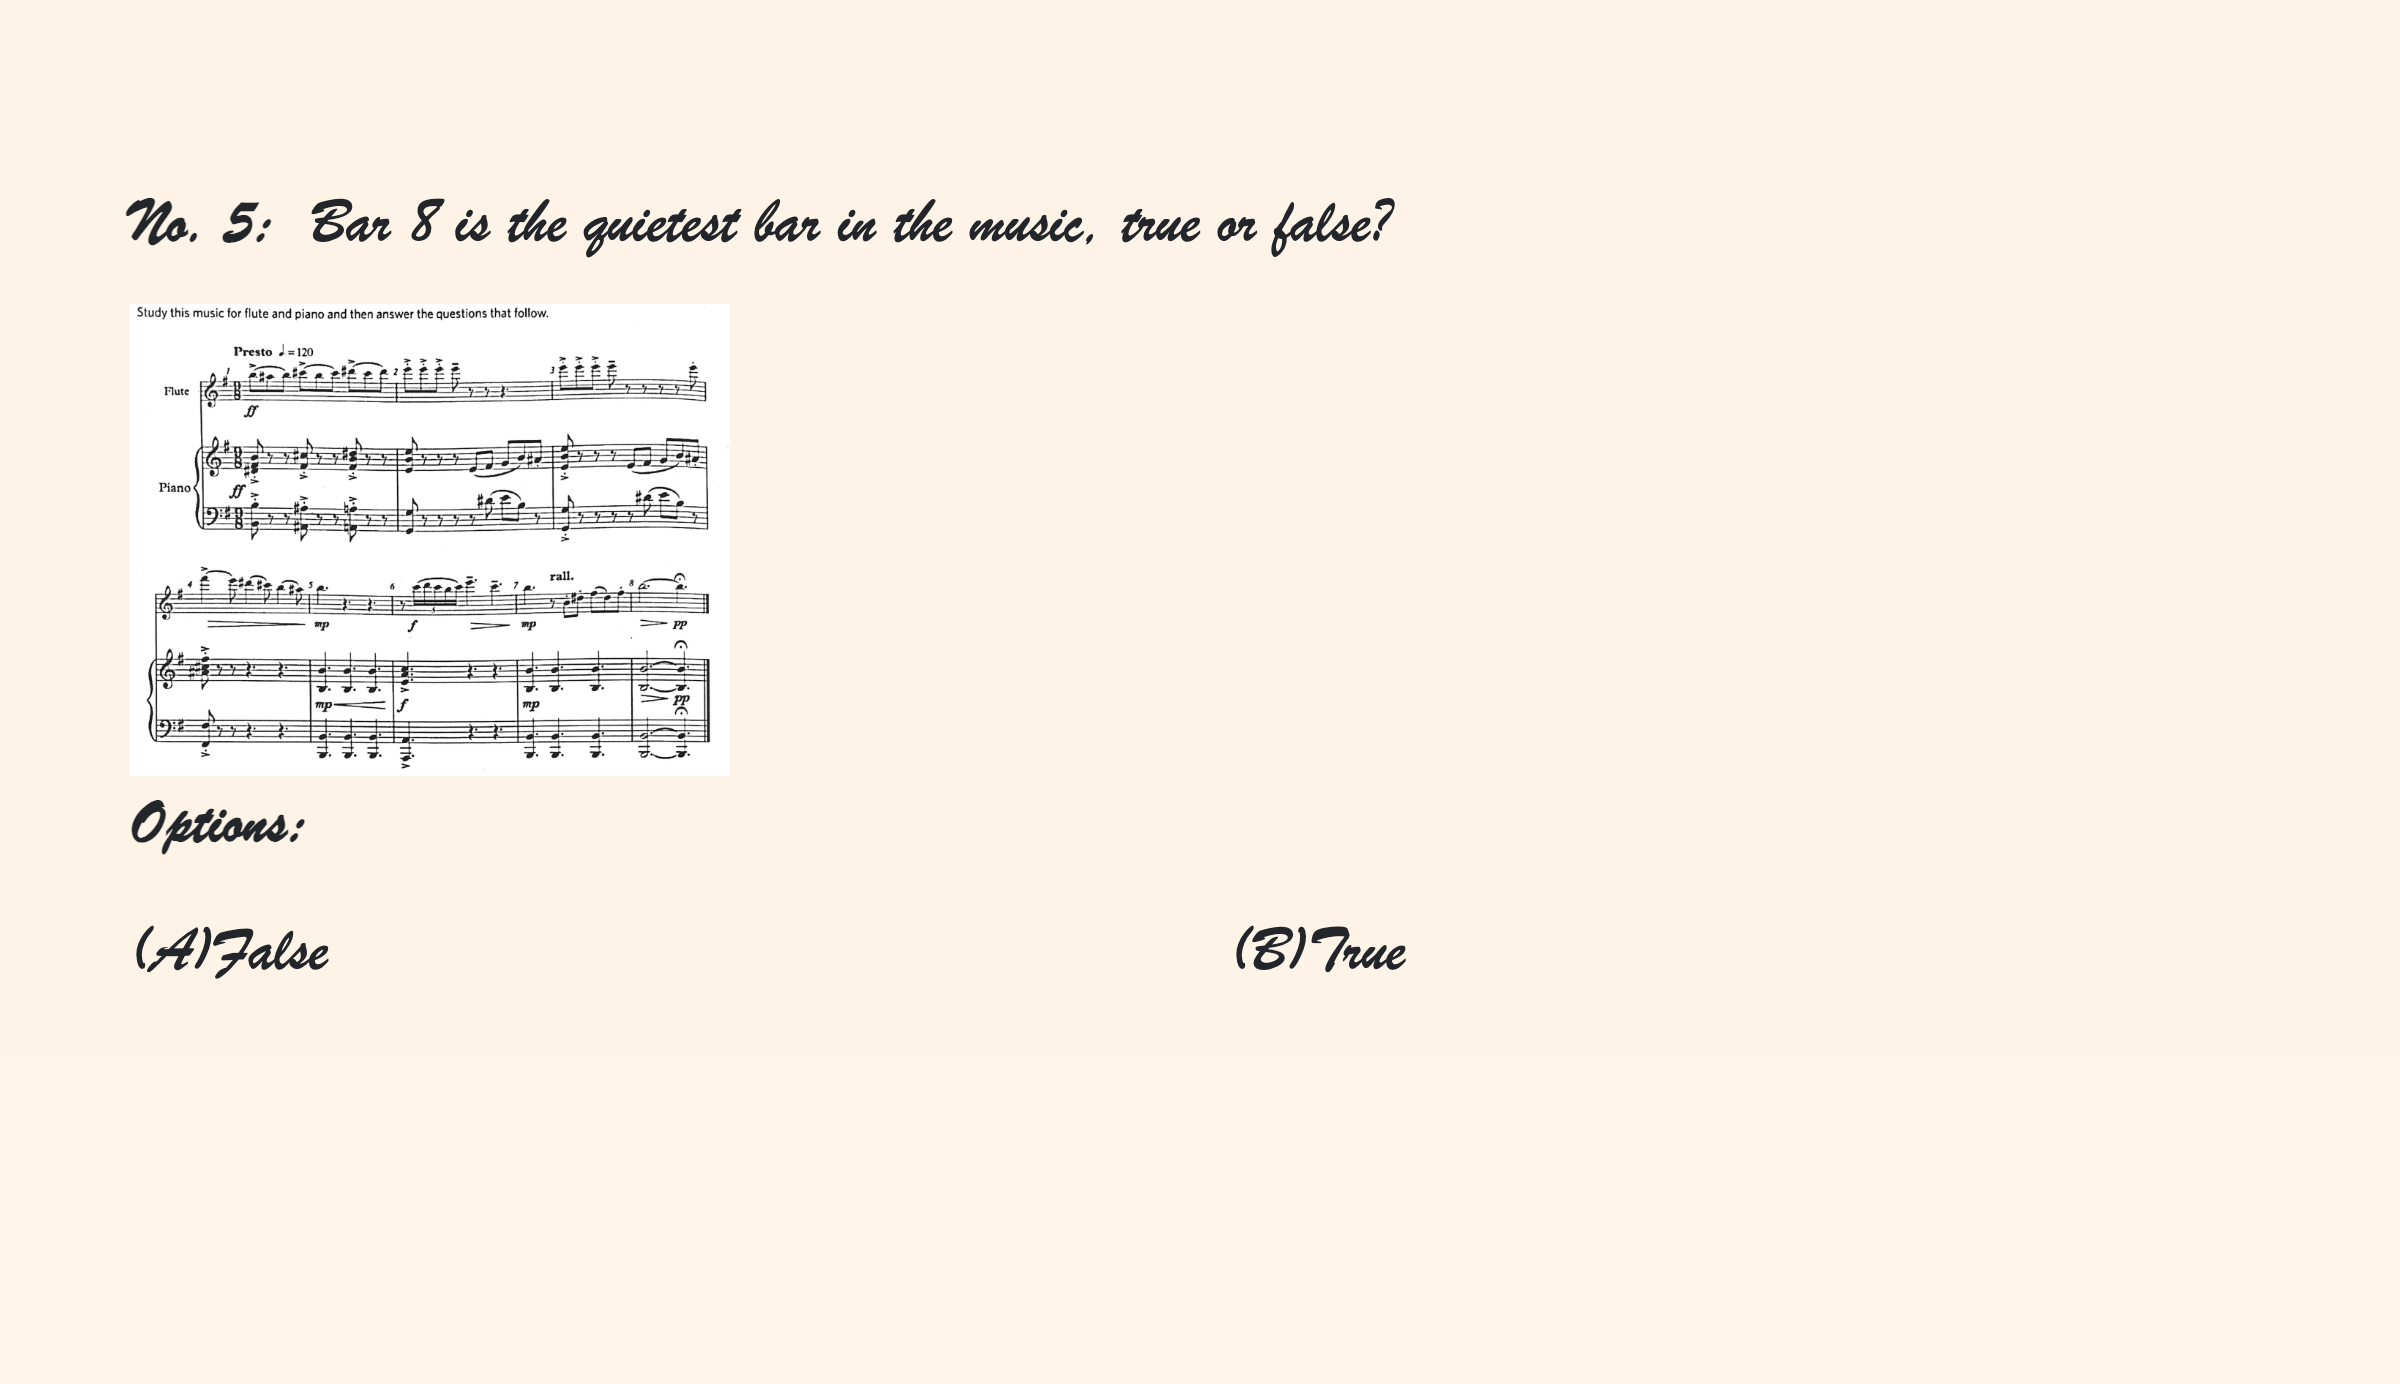 No. 5: Bar 8 is the quietest bar in the music, true or false?
Study this music for flute and piano and then answer the questions that follow.
Presto ♩=120
1 2 3
Flute
ff
Piano
ff
rall.
4 5 6 7 8
mp f mp pp
mp f mp pp
Options:
(A)False (B)True